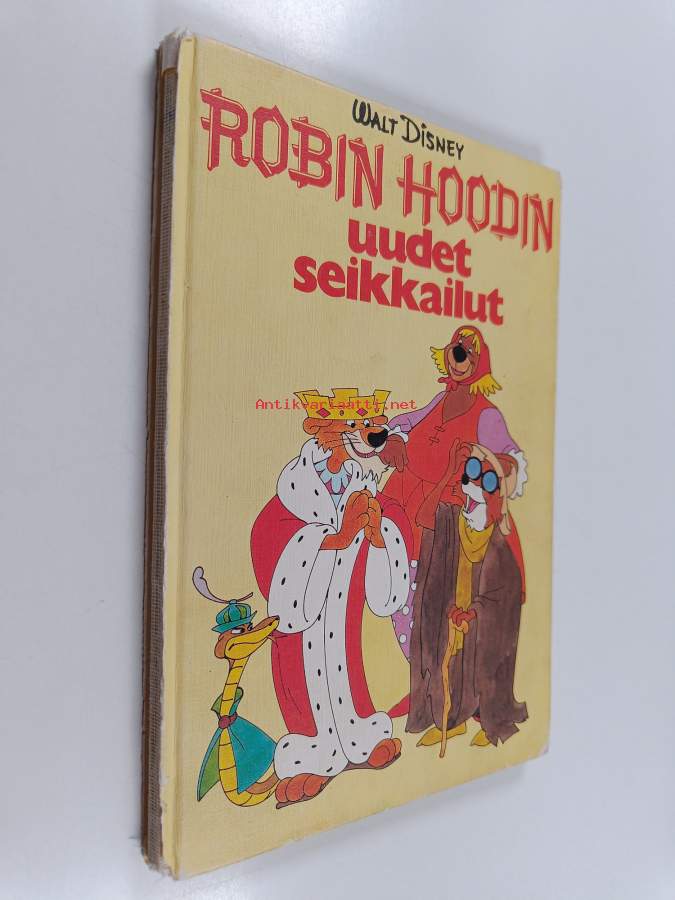 WALT DISNEY
ROBIN HOODIN
uudet
seikkailut
Antikvariaatti.net